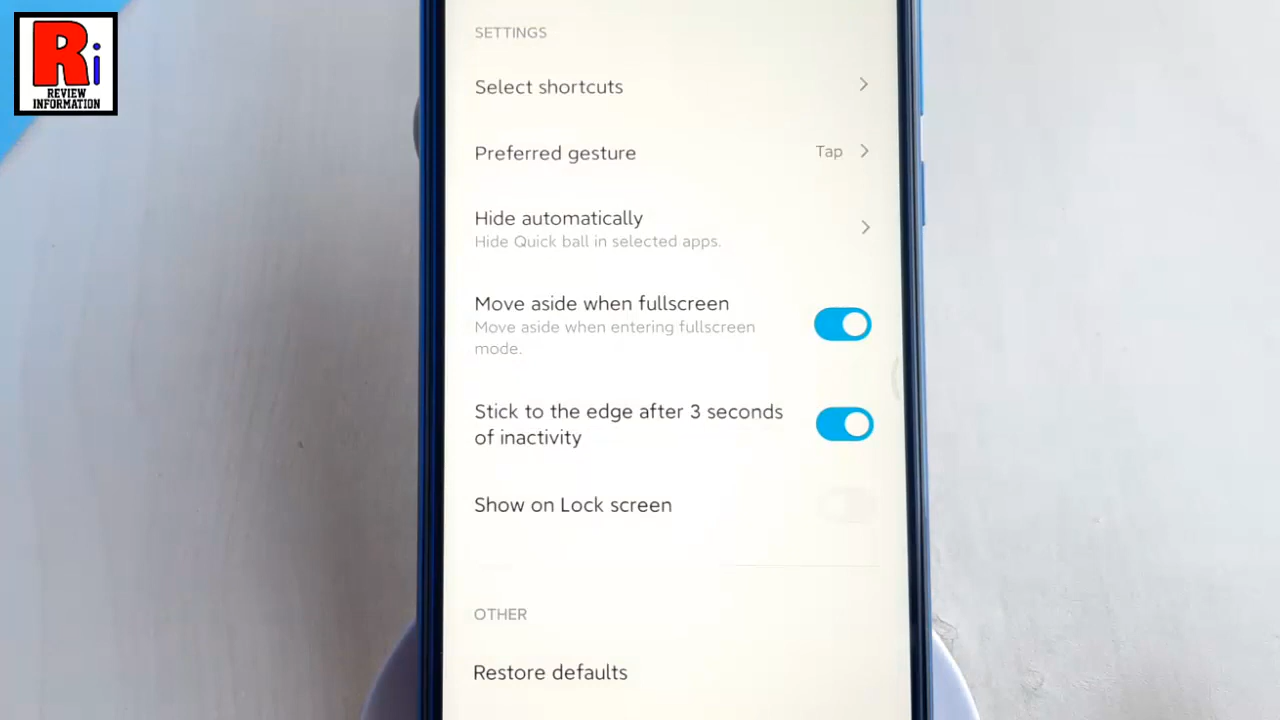 Ri
REVIEW
INFORMATION
SETTINGS
Select shortcuts
Preferred gesture
Tap
Hide automatically
Hide Quick ball in selected apps.
Move aside when fullscreen
Move aside when entering fullscreen
mode.
Stick to the edge after 3 seconds
of inactivity
Show on Lock screen
OTHER
Restore defaults